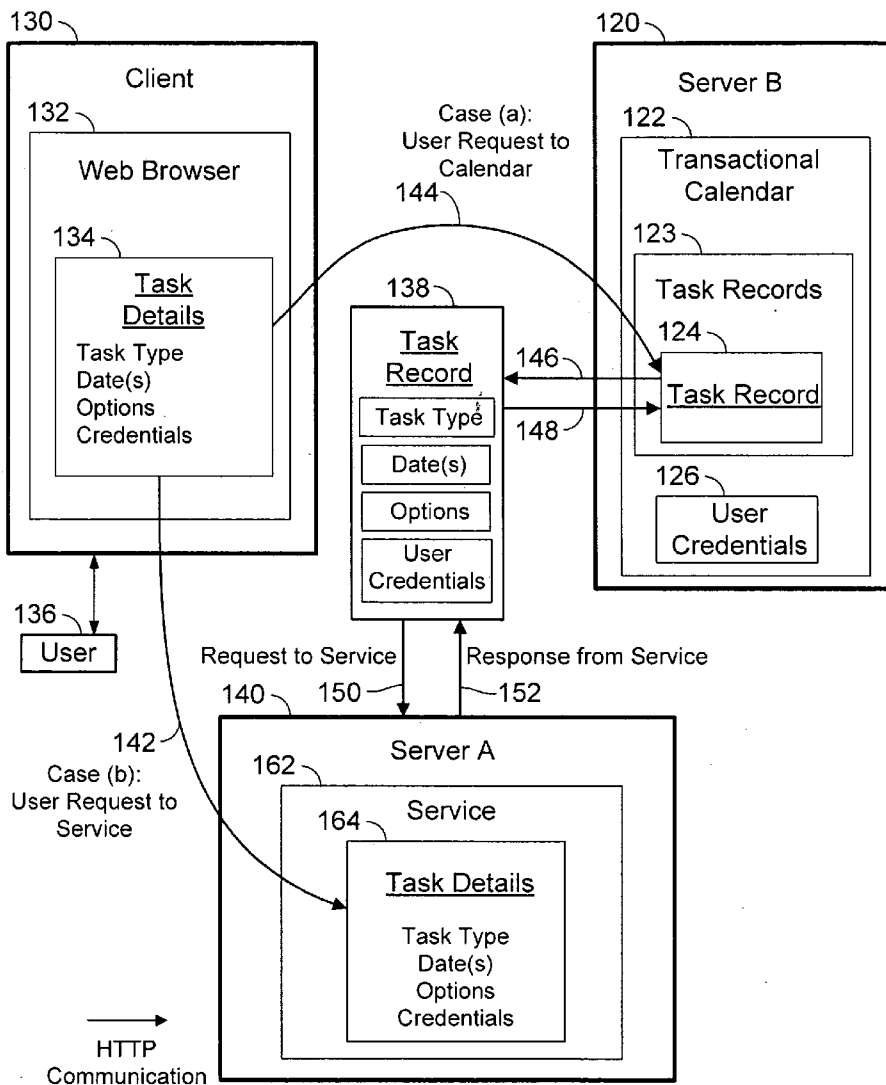 130
Client
132
Web Browser
134
Task
Details
Task Type
Date(s)
Options
Credentials
136
User
142
Case (b):
User Request to
Service
HTTP
Communication
Case (a):
User Request to
Calendar
144
138
Task
Record
Task Type
Date(s)
Options
User
Credentials
146
148
Request to Service
150
Response from Service
152
120
Server B
122
Transactional
Calendar
123
Task Records
124
Task Record
126
User
Credentials
140
Server A
162
Service
164
Task Details
Task Type
Date(s)
Options
Credentials